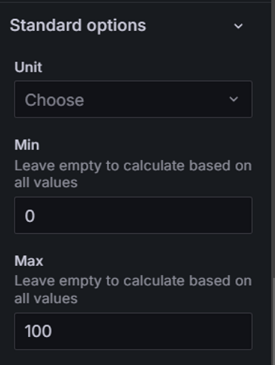 Standard options
Unit
Choose
Min
Leave empty to calculate based on
all values
0
Max
Leave empty to calculate based on
all values
100